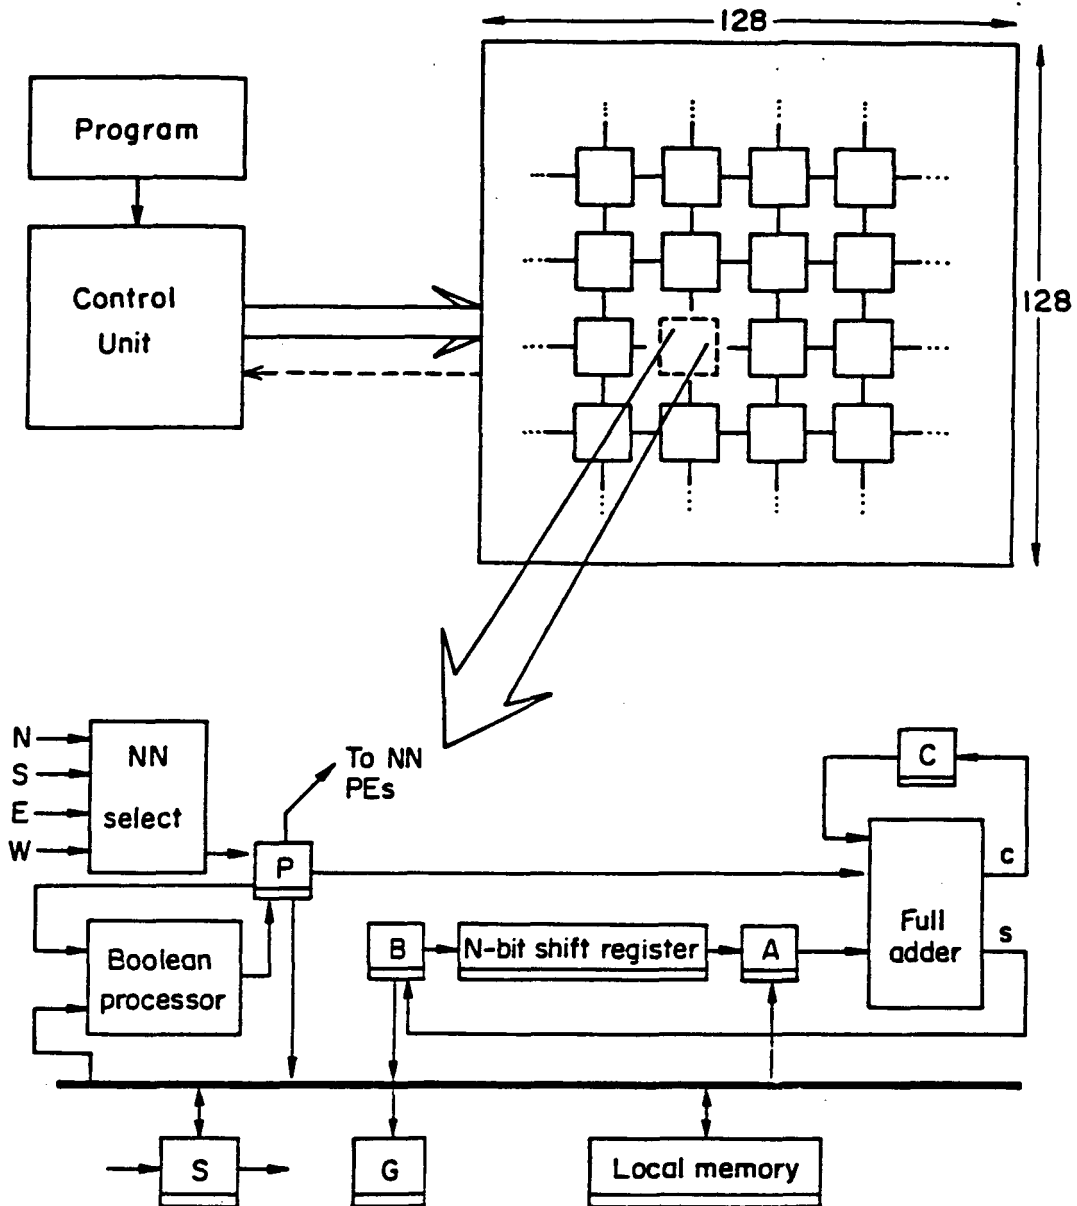 128
Program
Control
Unit
128
N
S
E
W
NN
select
To NN
PEs
P
C
c
s
Full
adder
B
N-bit shift register
A
Boolean
processor
S
G
Local memory